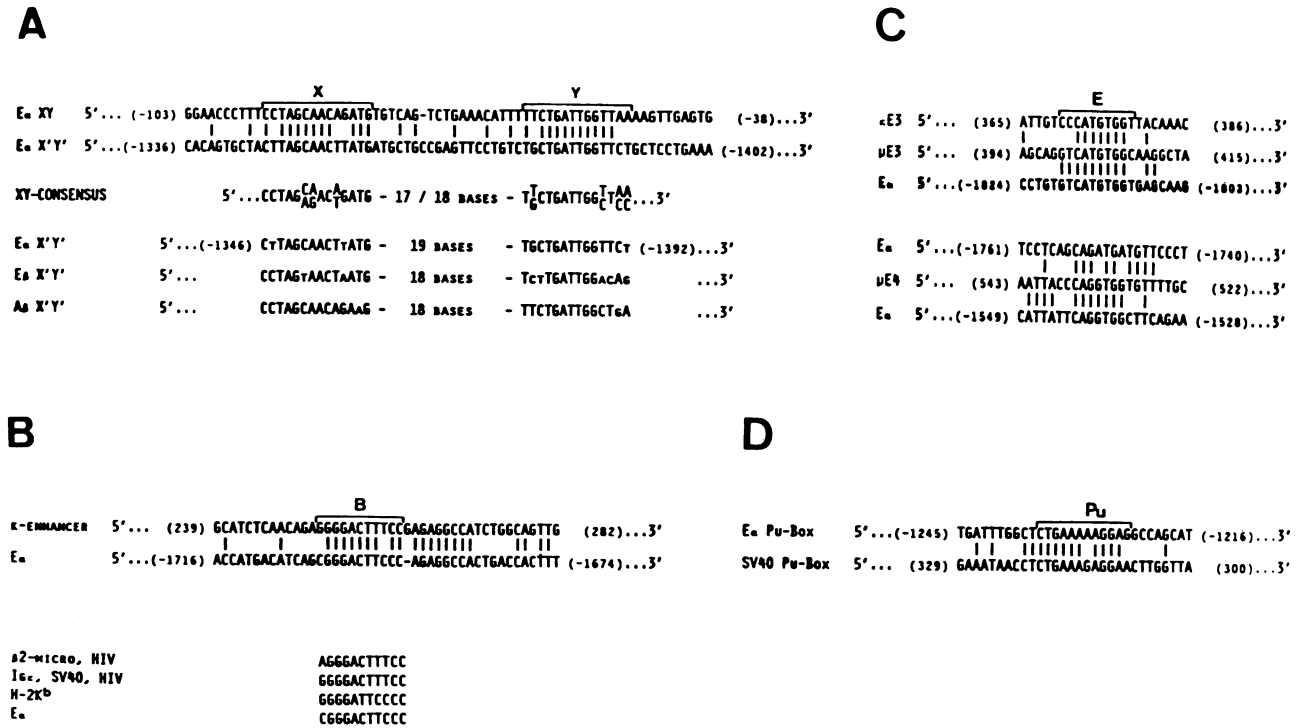 A
X Y
Eα XY 5'... (-103) GGAACCCTTTCCTAGCAACAGATGTGTCAG-TCTGAAACATTTTTCTGATTGGTTAAAAGTTGAGTG (-38)...3'
Eα X'Y' 5'...(-1336) CACAGTGCTACTTAGCAACTTATGATGCTGCCGAGTTCCTGTCTGCTGATTGGTTCTGCTCCTGAAA (-1402)...3'
XY-CONSENSUS 5'...CCTAG CA/AG AC A/T GATG - 17 / 18 BASES - T T/G CTGATTGG T/C T AA/CC ...3'
Eα X'Y' 5'...(-1346) CTTAGCAACTTATG - 19 BASES - TGCTGATTGGTTCT (-1392)...3'
Eβ X'Y' 5'... CCTAGTAACTAATG - 18 BASES - TCTTGATTGGACAG ...3'
Aβ X'Y' 5'... CCTAGCAACAGAAG - 18 BASES - TTCTGATTGGCTGA ...3'
C
E
κE3 5'... (365) ATTGTCCCATGTGGTTACAAAC (386)...3'
μE3 5'... (394) AGCAGGTCATGTGGCAAGGCTA (415)...3'
Eα 5'...(-1824) CCTGTGTCATGTGGTGAGCAAG (-1803)...3'
Eα 5'...(-1761) TCCTCAGCAGATGATGTTCCCT (-1740)...3'
μE4 5'... (543) AATTACCCAGGTGGTGTTTTGC (522)...3'
Eα 5'...(-1549) CATTATTCAGGTGGCTTCAGAA (-1528)...3'
B
B
κ-ENHANCER 5'... (239) GCATCTCAACAGAGGGGACTTTCCGAGAGGCCATCTGGCAGTTG (282)...3'
Eα 5'...(-1716) ACCATGACATCAGCGGGACTTCCC-AGAGGCCACTGACCACTTT (-1674)...3'
β2-MICRO, HIV AGGGACTTTCC
Igκ, SV40, HIV GGGGACTTTCC
H-2Kb GGGGATTCCCC
Eα CGGGACTTCCC
D
Pu
Eα Pu-Box 5'...(-1245) TGATTTGGCTCTGAAAAAGGAGGCCAGCAT (-1216)...3'
SV40 Pu-Box 5'... (329) GAAATAACCTCTGAAAGAGGAACTTGGTTA (300)...3'